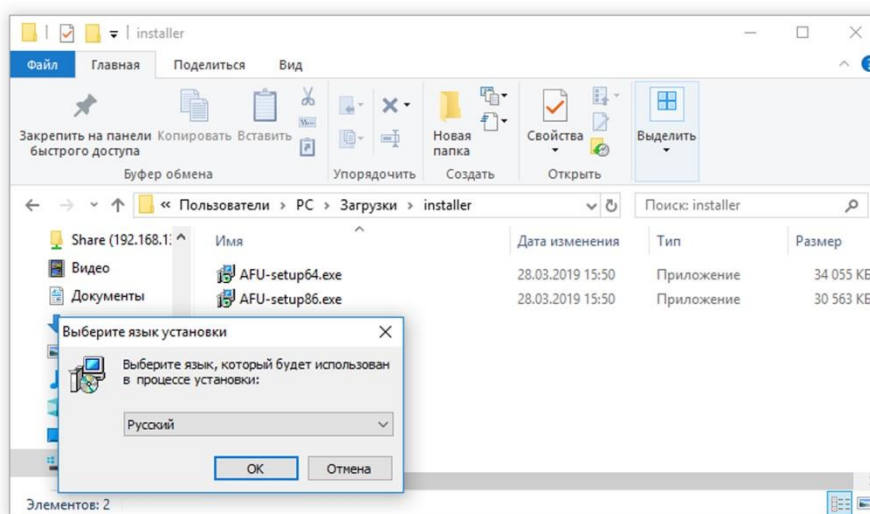 installer
Файл Главная Поделиться Вид
Закрепить на панели быстрого доступа
Копировать
Вставить
Новая папка
Свойства
Выделить
Буфер обмена
Упорядочить
Создать
Открыть
« Пользователи › PC › Загрузки › installer
Поиск: installer
Share (192.168.1
Видео
Документы
Имя Дата изменения Тип Размер
AFU-setup64.exe 28.03.2019 15:50 Приложение 34 055 КБ
AFU-setup86.exe 28.03.2019 15:50 Приложение 30 563 КБ
Выберите язык установки
Выберите язык, который будет использован
в процессе установки:
Русский
OK
Отмена
Элементов: 2